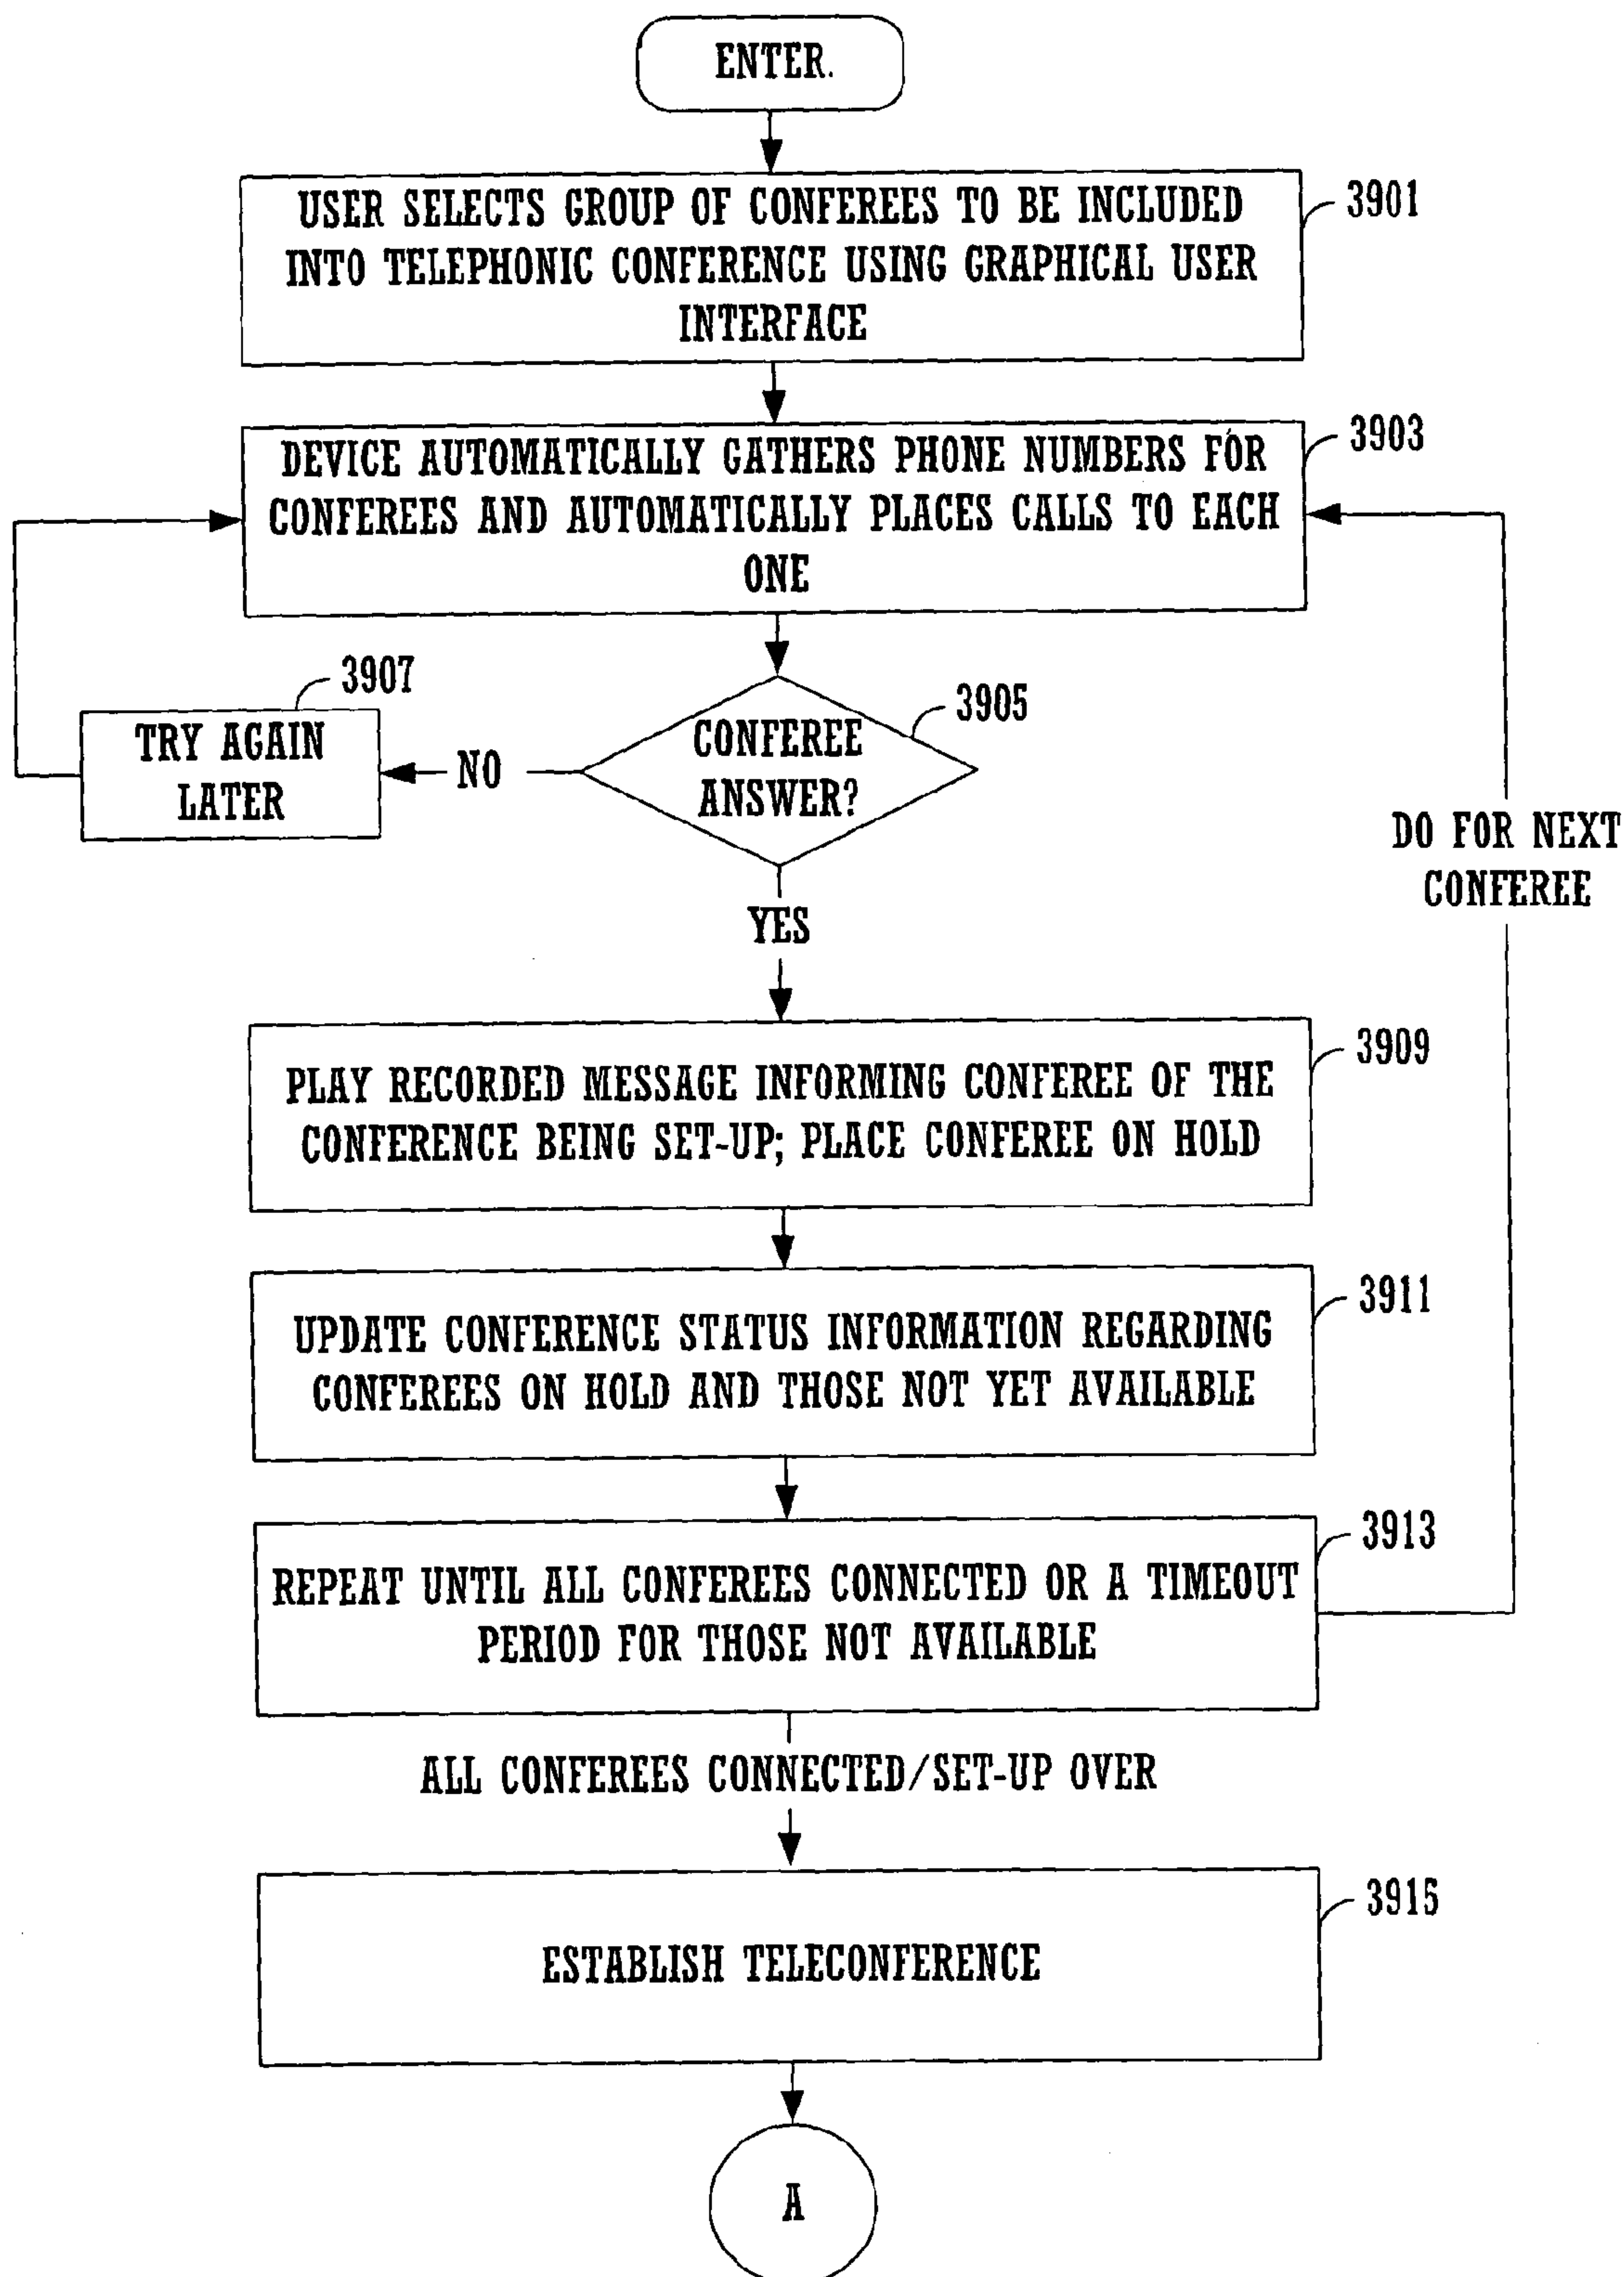 ENTER.
USER SELECTS GROUP OF CONFEREES TO BE INCLUDED
INTO TELEPHONIC CONFERENCE USING GRAPHICAL USER
INTERFACE
3901
DEVICE AUTOMATICALLY GATHERS PHONE NUMBERS FOR
CONFEREES AND AUTOMATICALLY PLACES CALLS TO EACH
ONE
3903
3907
TRY AGAIN
LATER
NO
CONFEREE
ANSWER?
3905
DO FOR NEXT
CONFEREE
YES
PLAY RECORDED MESSAGE INFORMING CONFEREE OF THE
CONFERENCE BEING SET-UP; PLACE CONFEREE ON HOLD
3909
UPDATE CONFERENCE STATUS INFORMATION REGARDING
CONFEREES ON HOLD AND THOSE NOT YET AVAILABLE
3911
REPEAT UNTIL ALL CONFEREES CONNECTED OR A TIMEOUT
PERIOD FOR THOSE NOT AVAILABLE
3913
ALL CONFEREES CONNECTED/SET-UP OVER
ESTABLISH TELECONFERENCE
3915
A